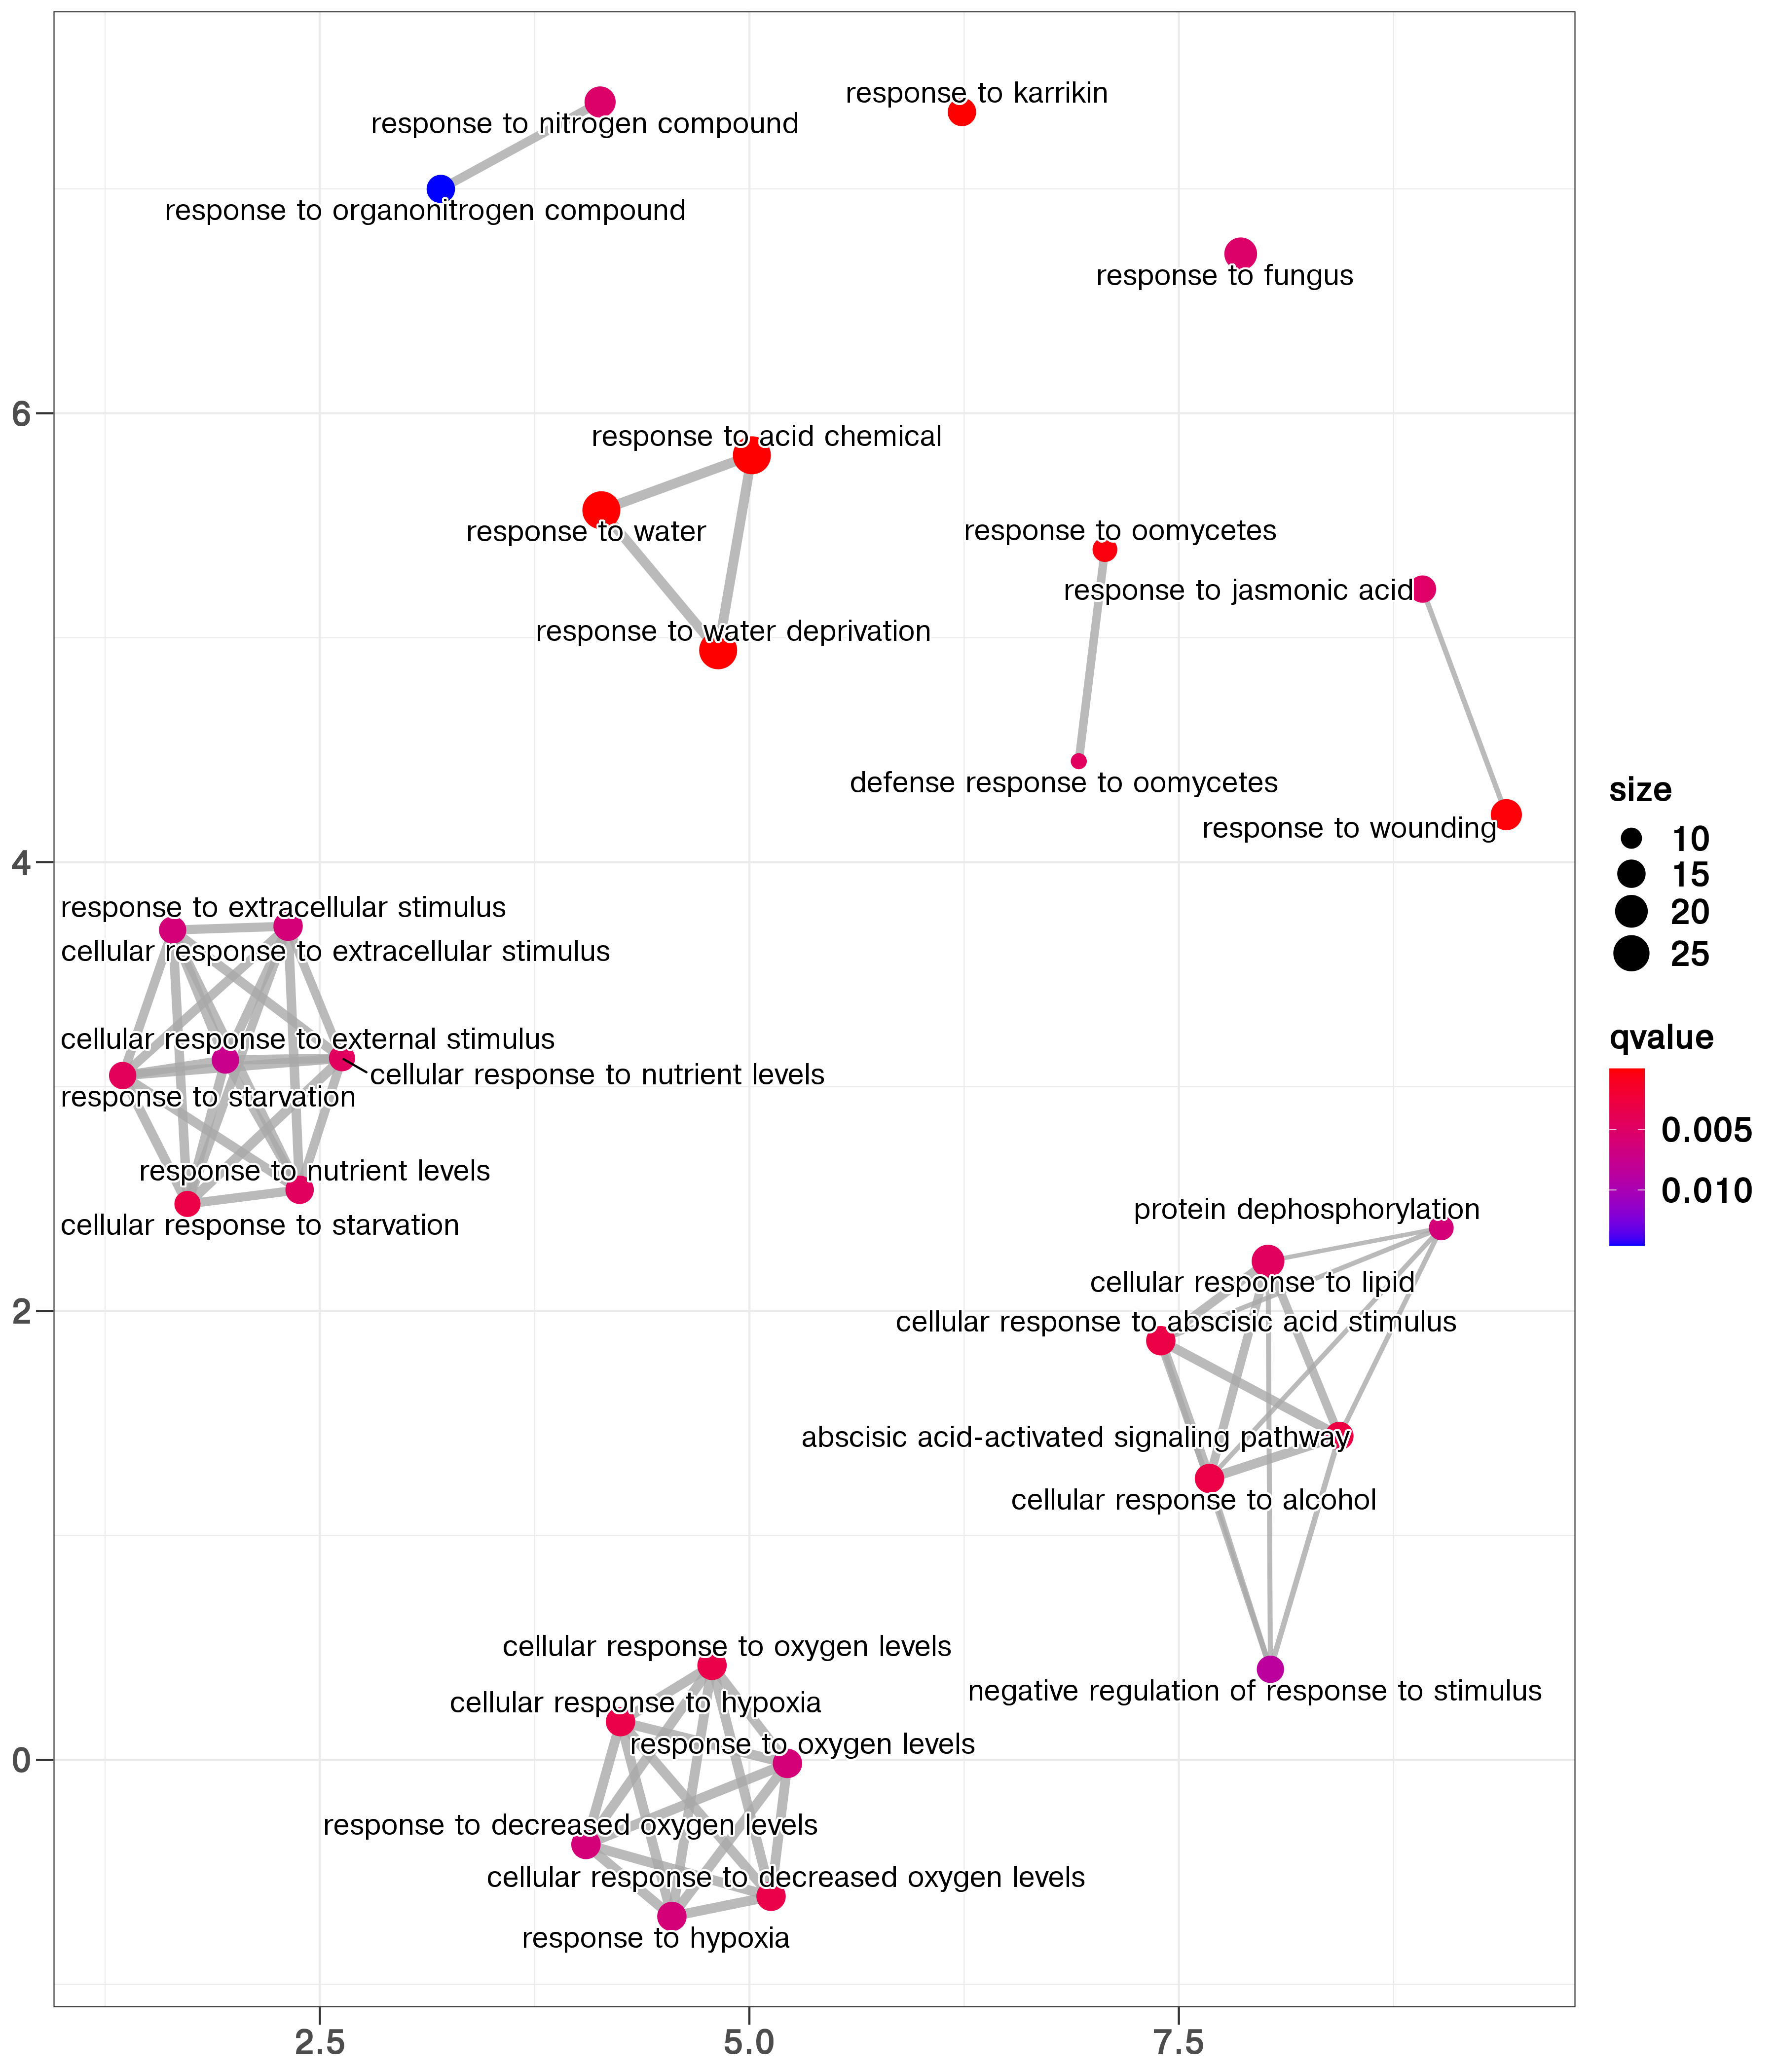 response to karrikin
response to nitrogen compound
response to organonitrogen compound
response to fungus
6
response to acid chemical
response to water
response to oomycetes
response to jasmonic acid
response to water deprivation
defense response to oomycetes
response to wounding
size
10
15
20
25
4
response to extracellular stimulus
cellular response to extracellular stimulus
cellular response to external stimulus
cellular response to nutrient levels
response to starvation
response to nutrient levels
cellular response to starvation
qvalue
0.005
0.010
protein dephosphorylation
cellular response to lipid
2
cellular response to abscisic acid stimulus
abscisic acid-activated signaling pathway
cellular response to alcohol
cellular response to oxygen levels
negative regulation of response to stimulus
cellular response to hypoxia
response to oxygen levels
0
response to decreased oxygen levels
cellular response to decreased oxygen levels
response to hypoxia
2.5
5.0
7.5